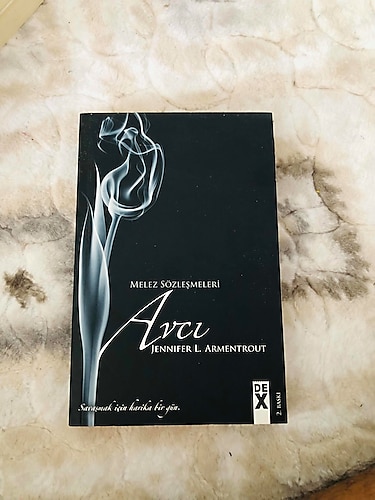 MELEZ SÖZLEŞMELERİ
Avcı
JENNIFER L. ARMENTROUT
Savaşmak için harika bir gün.
DEX
2. BASKI